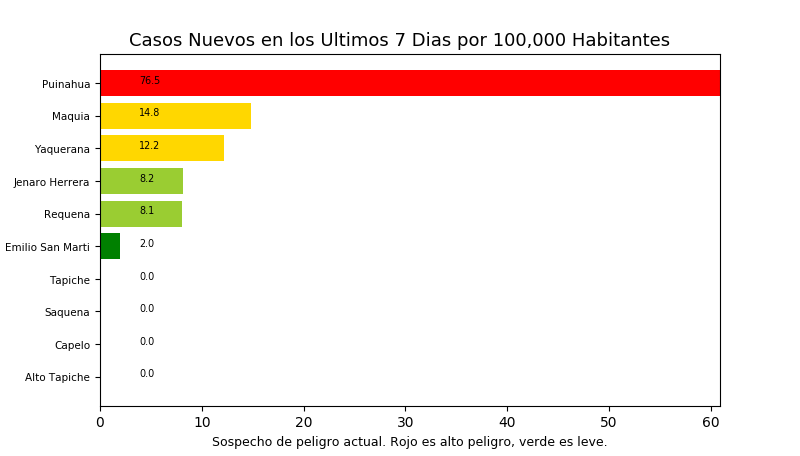 Casos Nuevos en los Ultimos 7 Dias por 100,000 Habitantes
Puinahua 76.5
Maquia 14.8
Yaquerana 12.2
Jenaro Herrera 8.2
Requena 8.1
Emilio San Marti 2.0
Tapiche 0.0
Saquena 0.0
Capelo 0.0
Alto Tapiche 0.0
0 10 20 30 40 50 60
Sospecho de peligro actual. Rojo es alto peligro, verde es leve.